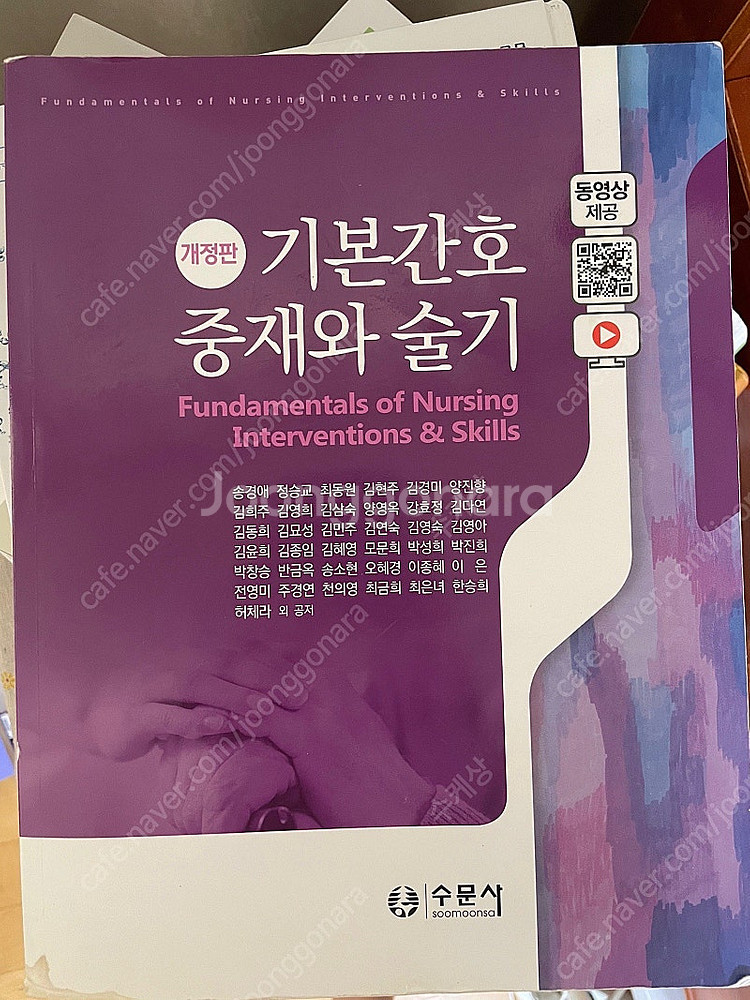 Fundamentals of Nursing Interventions & Skills
동영상
제공
개정판
기본간호
중재와 술기
Fundamentals of Nursing
Interventions & Skills
송경애 정승교 최동원 김현주 김경미 양진향
김희주 김영희 김삼숙 양영옥 강효정 김다연
김동희 김묘성 김민주 김연숙 김영숙 김영아
김윤희 김종임 김혜영 모문희 박성희 박진희
박창승 반금옥 송소현 오혜경 이종혜 이 은
전영미 주경연 천의영 최금희 최은녀 한승희
허체라 외 공저
수문사
soomoonsa
Joonggonara
cafe.naver.com/joonggonara